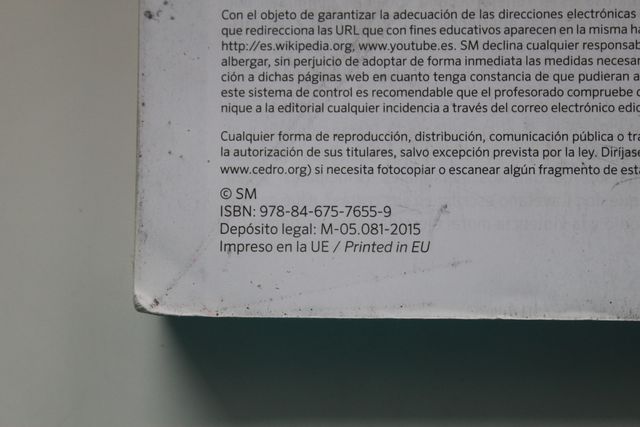 Con el objeto de garantizar la adecuación de las direcciones electrónicas
que redirecciona las URL que con fines educativos aparecen en la misma
http://es.wikipedia.org, www.youtube.es. SM declina cualquier
albergar, sin perjuicio de adoptar de forma inmediata las medidas
ción a dichas páginas web en cuanto tenga constancia de que pudieran
este sistema de control es recomendable que el profesorado compruebe
nique a la editorial cualquier incidencia a través del correo electrónico
Cualquier forma de reproducción, distribución, comunicación pública o
la autorización de sus titulares, salvo excepción prevista por la ley.
www.cedro.org) si necesita fotocopiar o escanear algún fragmento de
© SM
ISBN: 978-84-675-7655-9
Depósito legal: M-05.081-2015
Impreso en la UE / Printed in EU